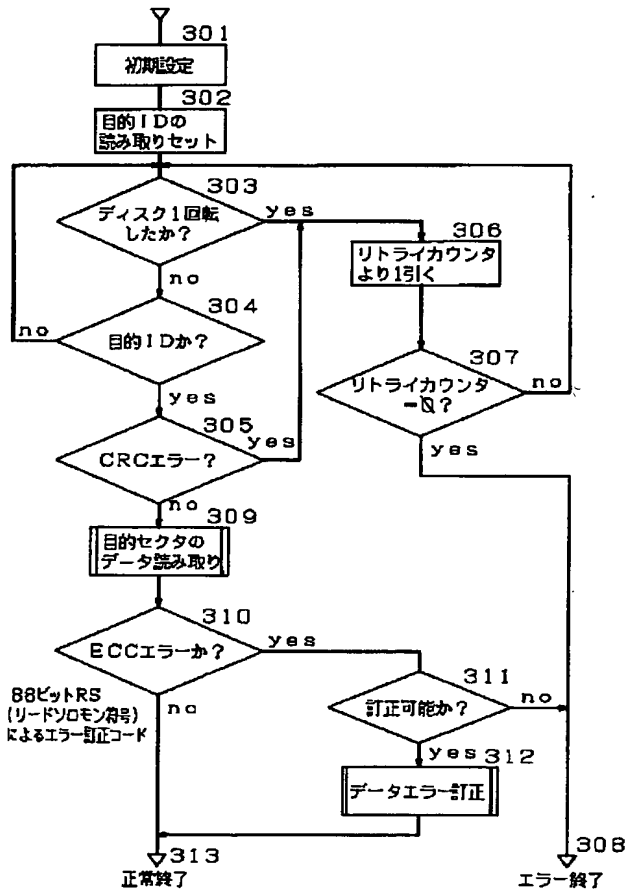 301
初期設定
302
目的IDの
読み取りセット
303
ディスク1回転
したか?
yes
no
304
目的IDか?
no
yes
305
CRCエラー?
yes
no
306
リトライカウンタ
より1引く
307
リトライカウンタ
=0?
no
yes
309
目的セクタの
データ読み取り
310
ECCエラーか?
yes
no
88ビットRS
(リードソロモン符号)
によるエラー訂正コード
311
訂正可能か?
no
yes
312
データエラー訂正
313
正常終了
308
エラー終了